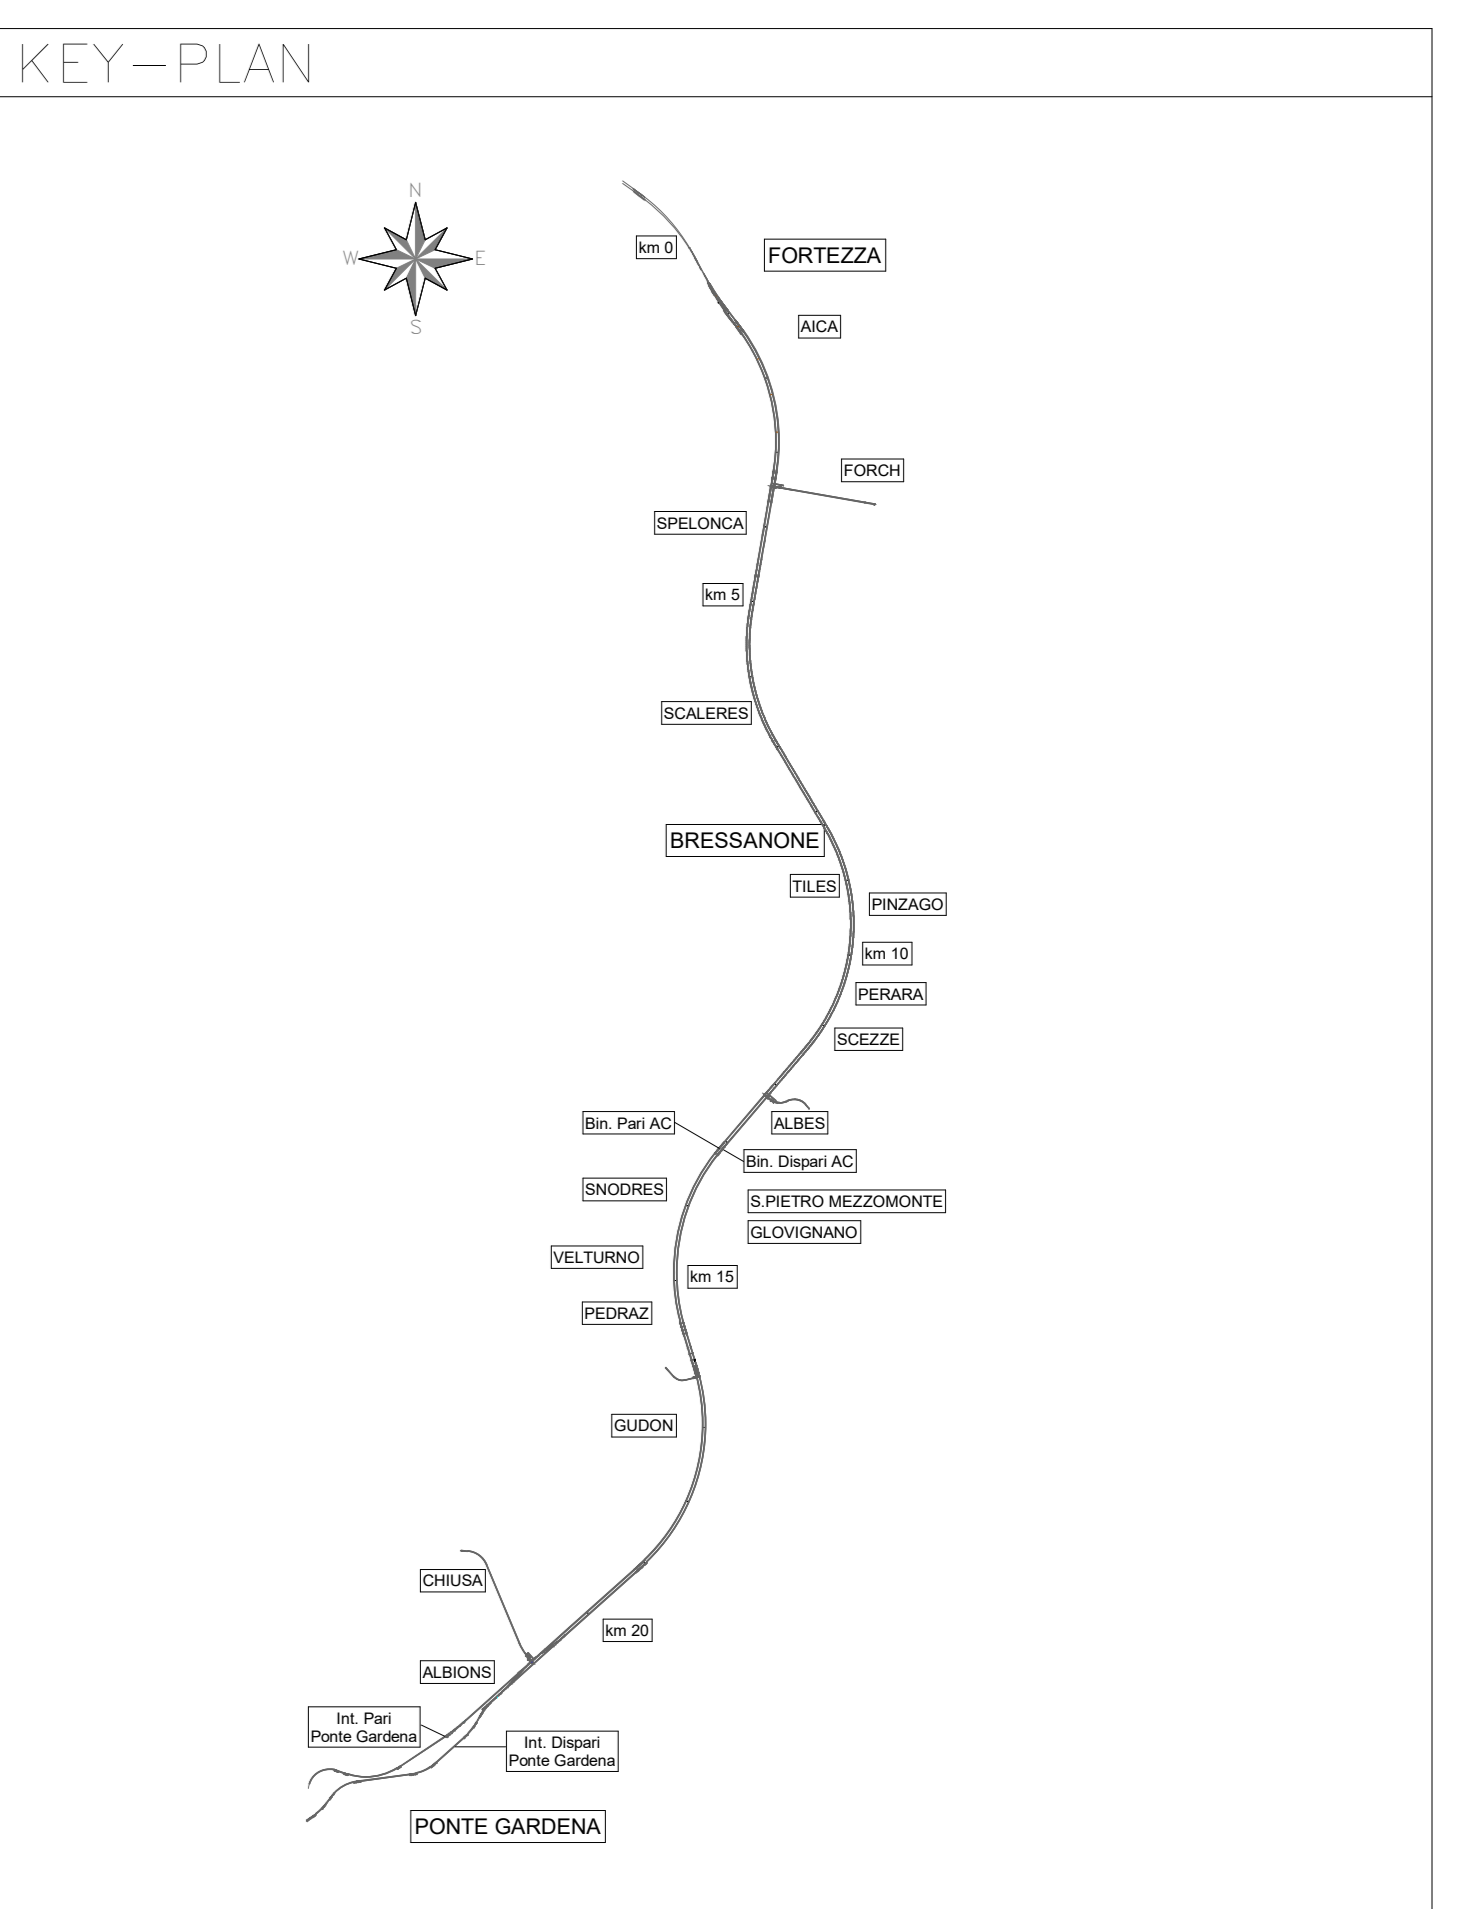 KEY-PLAN
N
W
E
S
km 0
FORTEZZA
AICA
FORCH
SPELONCA
km 5
SCALERES
BRESSANONE
TILES
PINZAGO
km 10
PERARA
SCEZZE
Bin. Pari AC
ALBES
Bin. Dispari AC
SNODRES
S.PIETRO MEZZOMONTE
GLOVIGNANO
VELTURNO
km 15
PEDRAZ
GUDON
CHIUSA
km 20
ALBIONS
Int. Pari
Ponte Gardena
Int. Dispari
Ponte Gardena
PONTE GARDENA